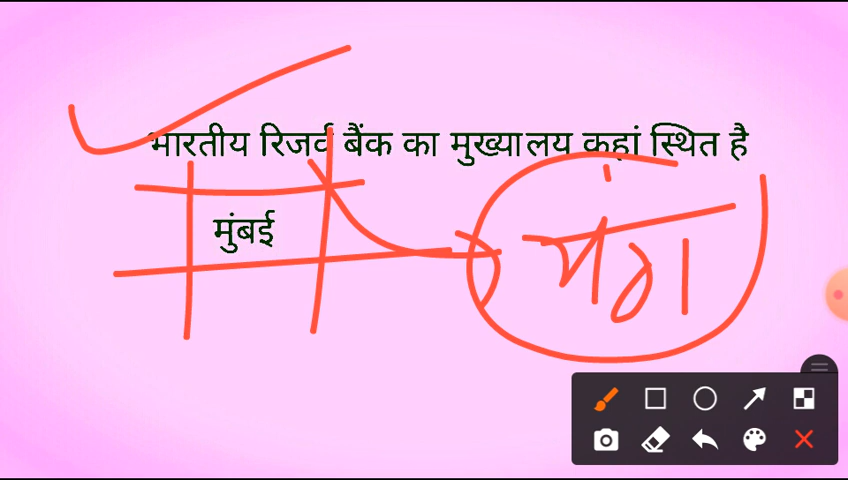 भारतीय रिजर्व बैंक का मुख्यालय कहां स्थित है
मुंबई